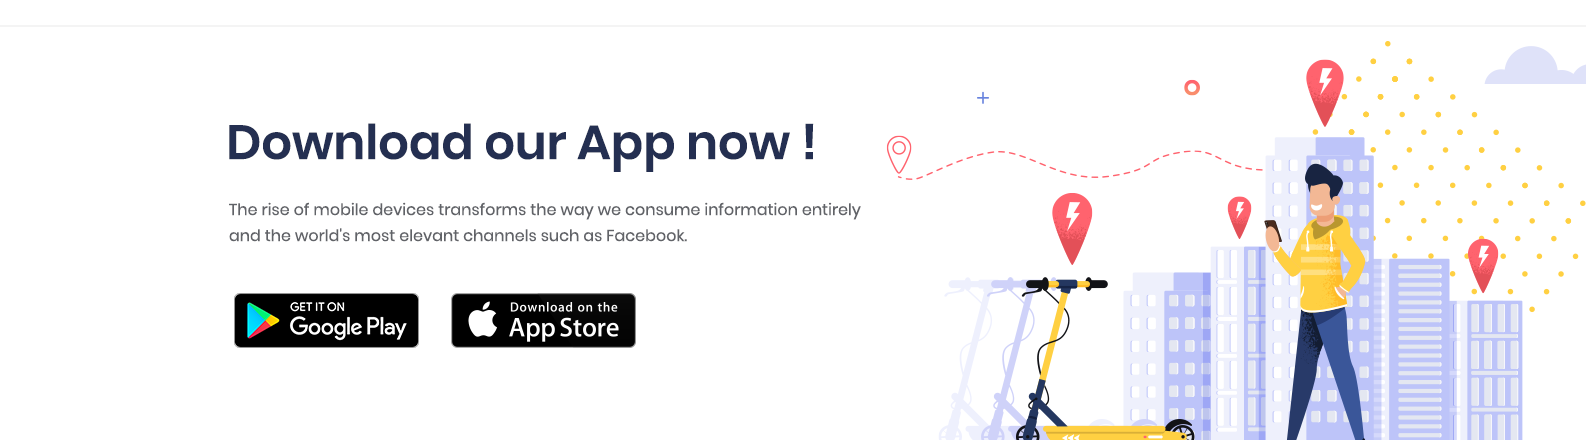 Download our App now !
The rise of mobile devices transforms the way we consume information entirely
and the world's most elevant channels such as Facebook.
GET IT ON
Google Play
Download on the
App Store